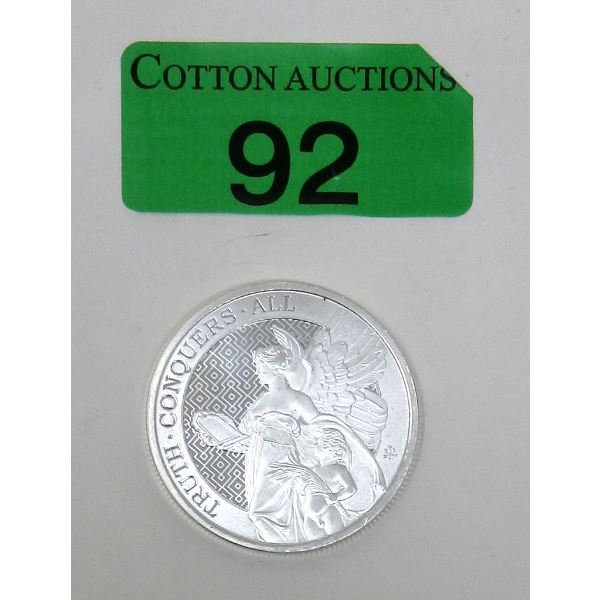 COTTON AUCTIONS
92
TRUTH · CONQUERS · ALL